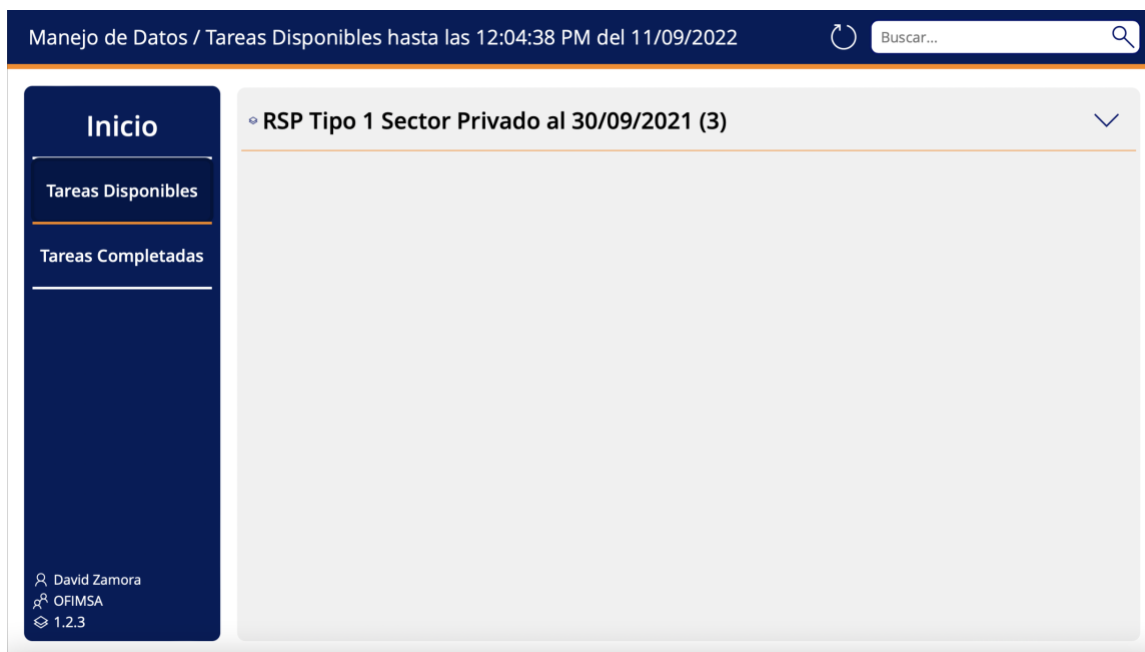 Manejo de Datos / Tareas Disponibles hasta las 12:04:38 PM del 11/09/2022
Buscar...
Inicio
Tareas Disponibles
Tareas Completadas
RSP Tipo 1 Sector Privado al 30/09/2021 (3)
David Zamora
OFIMSA
1.2.3